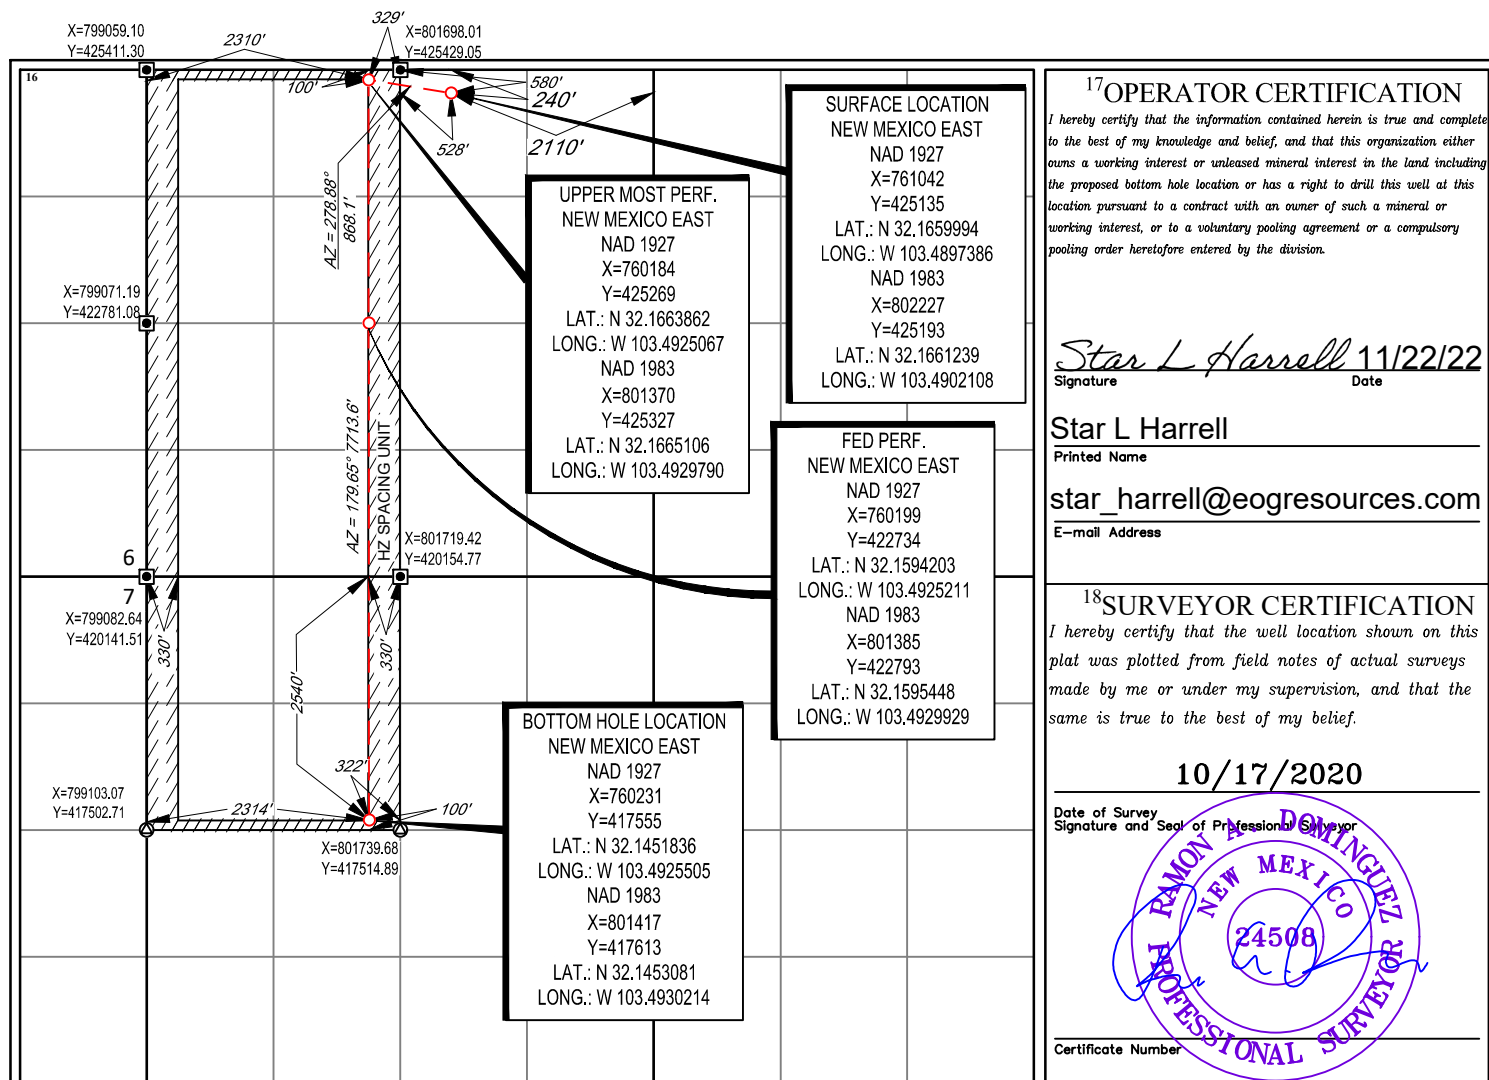 X=799059.10
Y=425411.30
2310'
329'
X=801698.01
Y=425429.05
16
100'
580'
240'
528'
2110'
AZ = 278.88°
868.1'
X=799071.19
Y=422781.08
UPPER MOST PERF.
NEW MEXICO EAST
NAD 1927
X=760184
Y=425269
LAT.: N 32.1663862
LONG.: W 103.4925067
NAD 1983
X=801370
Y=425327
LAT.: N 32.1665106
LONG.: W 103.4929790
SURFACE LOCATION
NEW MEXICO EAST
NAD 1927
X=761042
Y=425135
LAT.: N 32.1659994
LONG.: W 103.4897386
NAD 1983
X=802227
Y=425193
LAT.: N 32.1661239
LONG.: W 103.4902108
AZ = 179.65° 7713.6'
HZ SPACING UNIT
X=801719.42
Y=420154.77
6
7
X=799082.64
Y=420141.51
330'
330'
2540'
FED PERF.
NEW MEXICO EAST
NAD 1927
X=760199
Y=422734
LAT.: N 32.1594203
LONG.: W 103.4925211
NAD 1983
X=801385
Y=422793
LAT.: N 32.1595448
LONG.: W 103.4929929
BOTTOM HOLE LOCATION
NEW MEXICO EAST
NAD 1927
X=760231
Y=417555
LAT.: N 32.1451836
LONG.: W 103.4925505
NAD 1983
X=801417
Y=417613
LAT.: N 32.1453081
LONG.: W 103.4930214
322'
X=799103.07
Y=417502.71
2314'
100'
X=801739.68
Y=417514.89
17OPERATOR CERTIFICATION
I hereby certify that the information contained herein is true and complete
to the best of my knowledge and belief, and that this organization either
owns a working interest or unleased mineral interest in the land including
the proposed bottom hole location or has a right to drill this well at this
location pursuant to a contract with an owner of such a mineral or
working interest, or to a voluntary pooling agreement or a compulsory
pooling order heretofore entered by the division.
Star L Harrell 11/22/22
Signature Date
Star L Harrell
Printed Name
star_harrell@eogresources.com
E-mail Address
18SURVEYOR CERTIFICATION
I hereby certify that the well location shown on this
plat was plotted from field notes of actual surveys
made by me or under my supervision, and that the
same is true to the best of my belief.
10/17/2020
Date of Survey
Signature and Seal of Professional Surveyor
RAMON A. DOMINGUEZ
NEW MEXICO
24508
PROFESSIONAL SURVEYOR
Certificate Number